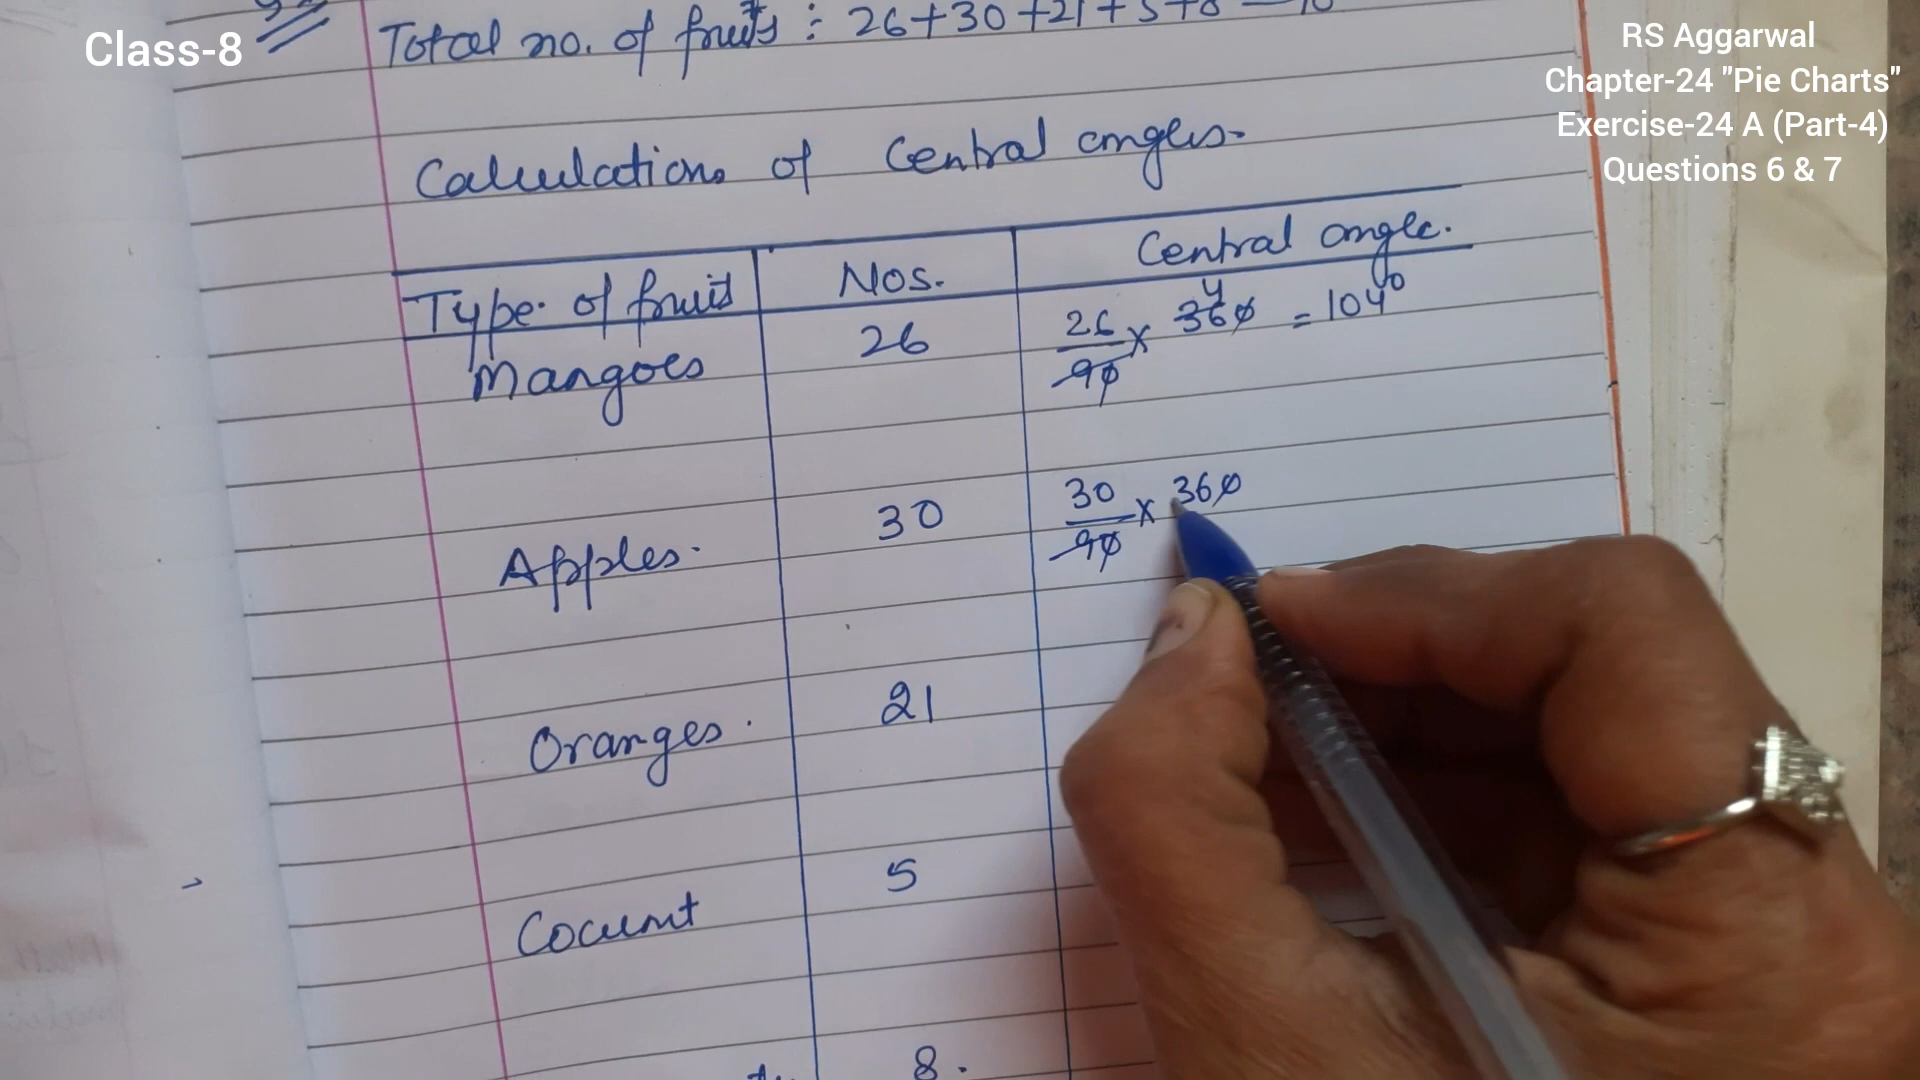 Class-8
RS Aggarwal
Chapter-24 "Pie Charts"
Exercise-24 A (Part-4)
Questions 6 & 7
Total no. of fruits : 26+30+21+5+8
Calculation of Central angles-
Type of fruit Nos. Central angle.
Mangoes 26 26/90 x 360 4 = 104°
Apples. 30 30/90 x 360
Oranges. 21
Cocunt 5
8.